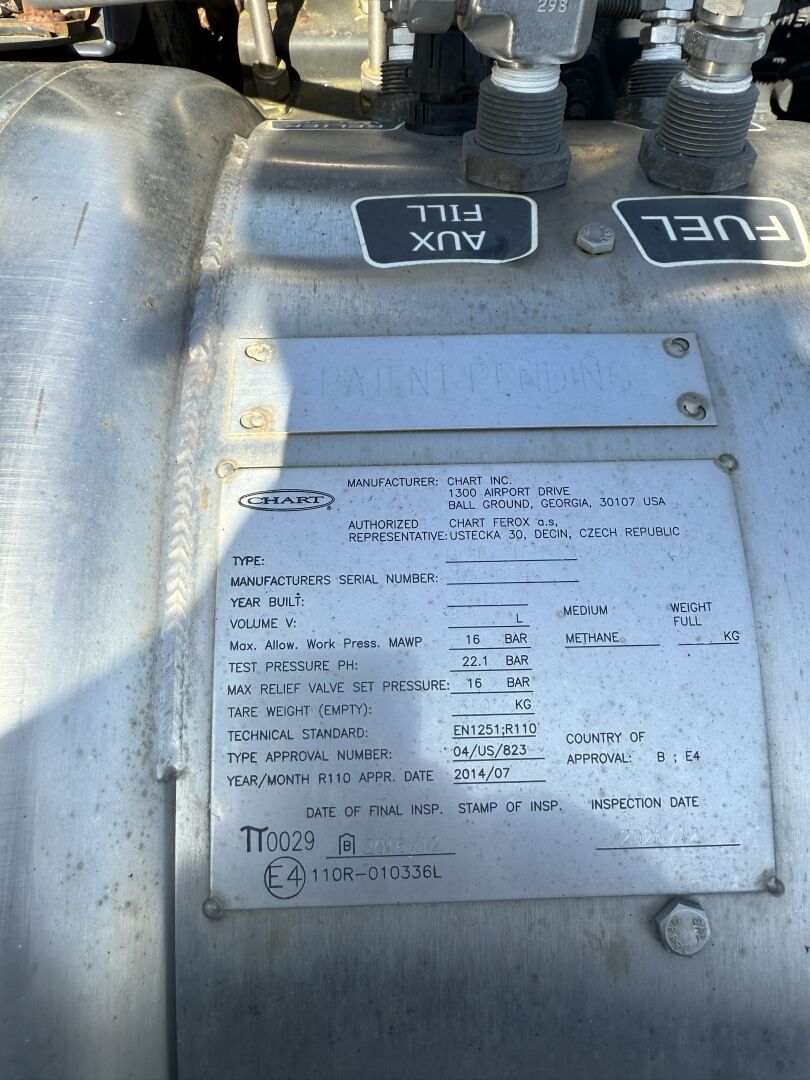 293
AUX
FILL
FUEL
PATENT PENDING
CHART
MANUFACTURER: CHART INC.
1300 AIRPORT DRIVE
BALL GROUND, GEORGIA, 30107 USA
AUTHORIZED REPRESENTATIVE: CHART FEROX a.s,
USTECKA 30, DECIN, CZECH REPUBLIC
TYPE:
MANUFACTURERS SERIAL NUMBER:
YEAR BUILT:
VOLUME V: L
MEDIUM
WEIGHT FULL
Max. Allow. Work Press. MAWP 16 BAR METHANE KG
TEST PRESSURE PH: 22.1 BAR
MAX RELIEF VALVE SET PRESSURE: 16 BAR
TARE WEIGHT (EMPTY): KG
TECHNICAL STANDARD: EN1251;R110
TYPE APPROVAL NUMBER: 04/US/823
COUNTRY OF
APPROVAL: B ; E4
YEAR/MONTH R110 APPR. DATE 2014/07
DATE OF FINAL INSP. STAMP OF INSP. INSPECTION DATE
π0029 B 2016/12
E4 110R-010336L